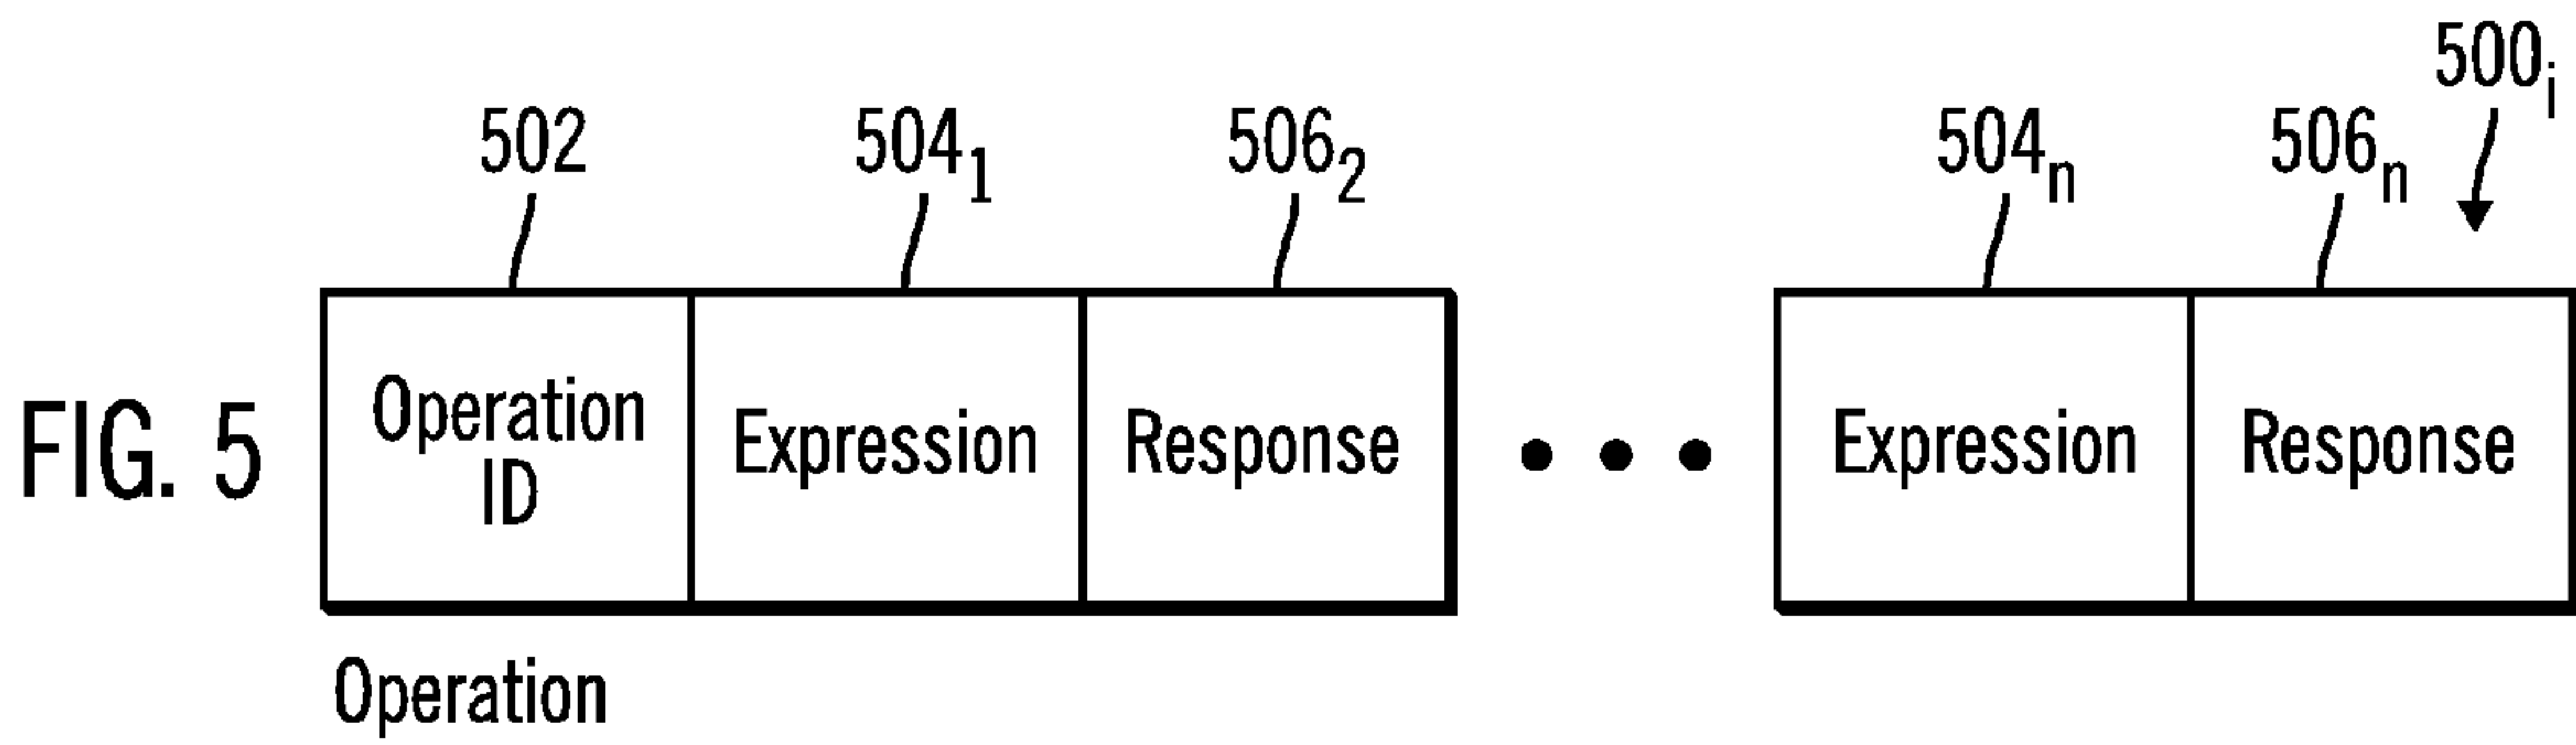 500i
502 5041 5062 504n 506n
FIG. 5
Operation
ID
Expression
Response
Expression
Response
Operation